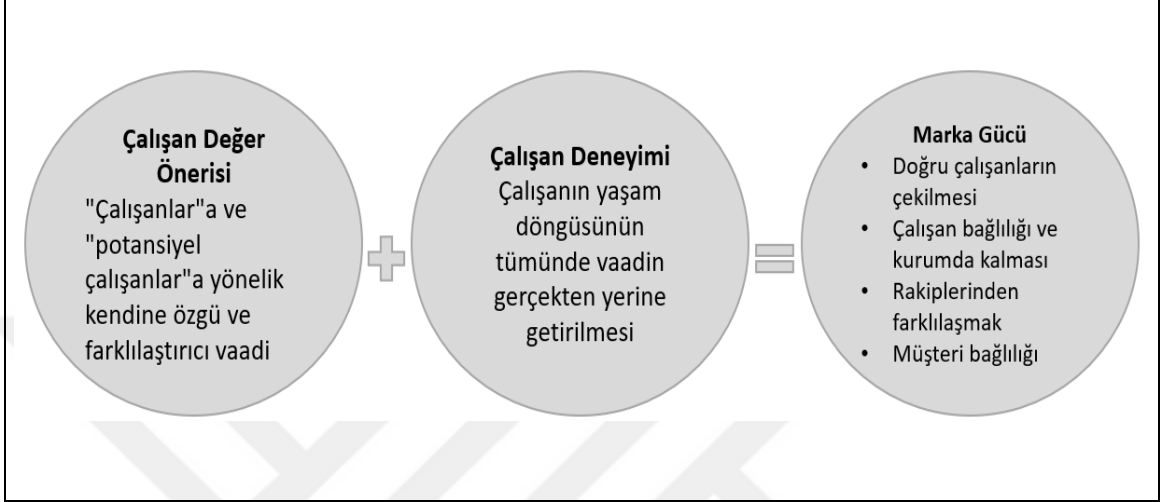 Çalışan Değer
Önerisi
"Çalışanlar"a ve
"potansiyel
çalışanlar"a yönelik
kendine özgü ve
farklılaştırıcı vaadi
+
Çalışan Deneyimi
Çalışanın yaşam
döngüsünün
tümünde vaadin
gerçekten yerine
getirilmesi
=
Marka Gücü
• Doğru çalışanların
çekilmesi
• Çalışan bağlılığı ve
kurumda kalması
• Rakiplerinden
farklılaşmak
• Müşteri bağlılığı